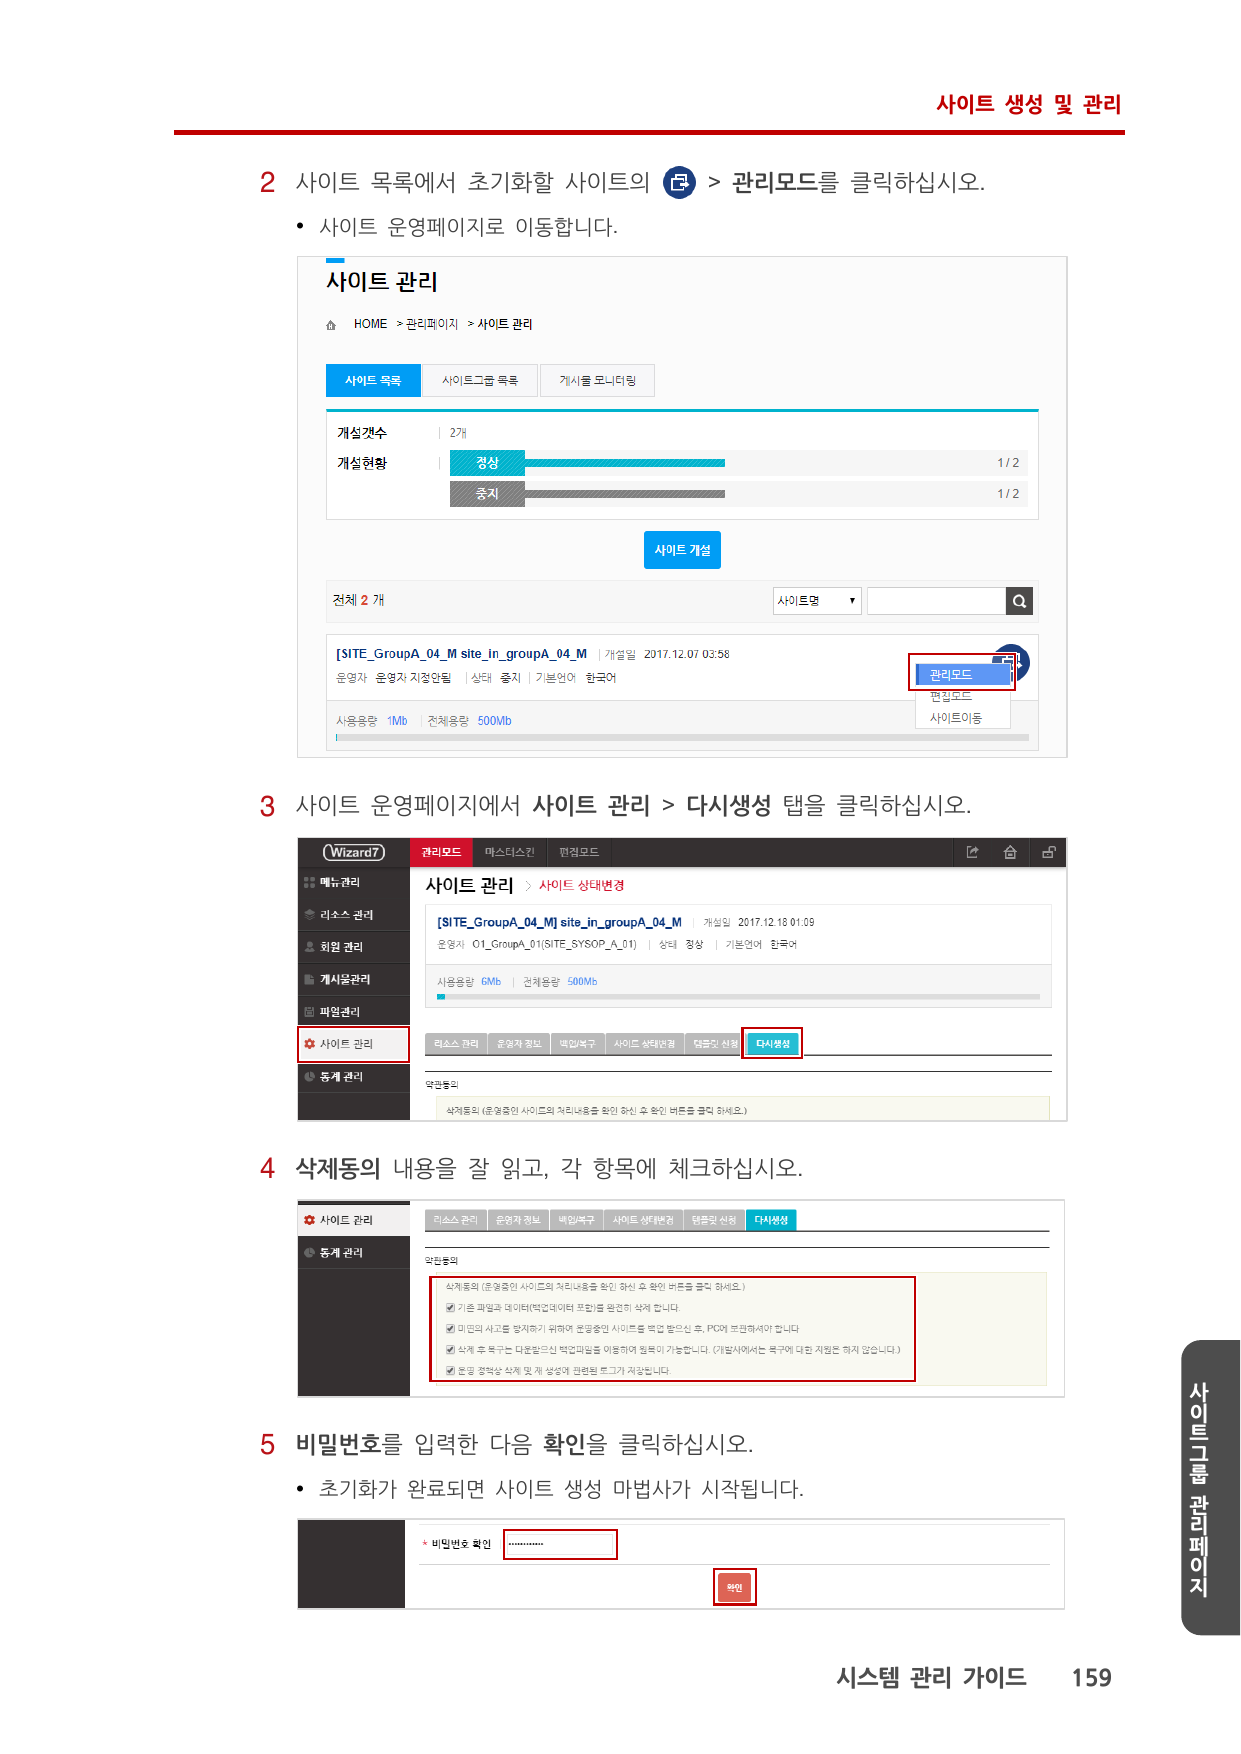 사이트 생성 및 관리
2 사이트 목록에서 초기화할 사이트의 > 관리모드를 클릭하십시오.
• 사이트 운영페이지로 이동합니다.
사이트 관리
HOME > 관리페이지 > 사이트 관리
사이트 목록 사이트그룹 목록 게시물 모니터링
개설갯수 2개
개설현황 정상 1 / 2
중지 1 / 2
사이트 개설
전체 2 개 사이트명
[SITE_GroupA_04_M site_in_groupA_04_M 개설일 2017.12.07 03:58
운영자 운영자 지정안됨 상태 중지 기본언어 한국어
관리모드
편집모드
사이트이동
사용용량 1Mb 전체용량 500Mb
3 사이트 운영페이지에서 사이트 관리 > 다시생성 탭을 클릭하십시오.
Wizard7 관리모드 마스터스킨 편집모드
메뉴관리
리소스 관리
회원 관리
게시물관리
파일관리
사이트 관리
통계 관리
사이트 관리 > 사이트 상태변경
[SITE_GroupA_04_M] site_in_groupA_04_M 개설일 2017.12.18 01:09
운영자 O1_GroupA_01(SITE_SYSOP_A_01) 상태 정상 기본언어 한국어
사용용량 6Mb 전체용량 500Mb
리소스 관리 운영자 정보 백업/복구 사이트 상태변경 템플릿 신청 다시생성
약관동의
삭제동의 (운영중인 사이트의 처리내용을 확인 하신 후 확인 버튼을 클릭 하세요.)
4 삭제동의 내용을 잘 읽고, 각 항목에 체크하십시오.
사이트 관리
통계 관리
리소스 관리 운영자 정보 백업/복구 사이트 상태변경 템플릿 신청 다시생성
약관동의
삭제동의 (운영중인 사이트의 처리내용을 확인 하신 후 확인 버튼을 클릭 하세요.)
기존 파일과 데이터(백업데이터 포함)를 완전히 삭제 합니다.
미연의 사고를 방지하기 위하여 운영중인 사이트를 백업 받으신 후, PC에 보관하셔야 합니다
삭제 후 복구는 다운받으신 백업파일을 이용하여 원복이 가능합니다. (개발사에서는 복구에 대한 지원은 하지 않습니다.)
운영 정책상 삭제 및 재 생성에 관련된 로그가 저장됩니다.
5 비밀번호를 입력한 다음 확인을 클릭하십시오.
• 초기화가 완료되면 사이트 생성 마법사가 시작됩니다.
* 비밀번호 확인 ············
확인
사이트그룹 관리페이지
시스템 관리 가이드 159